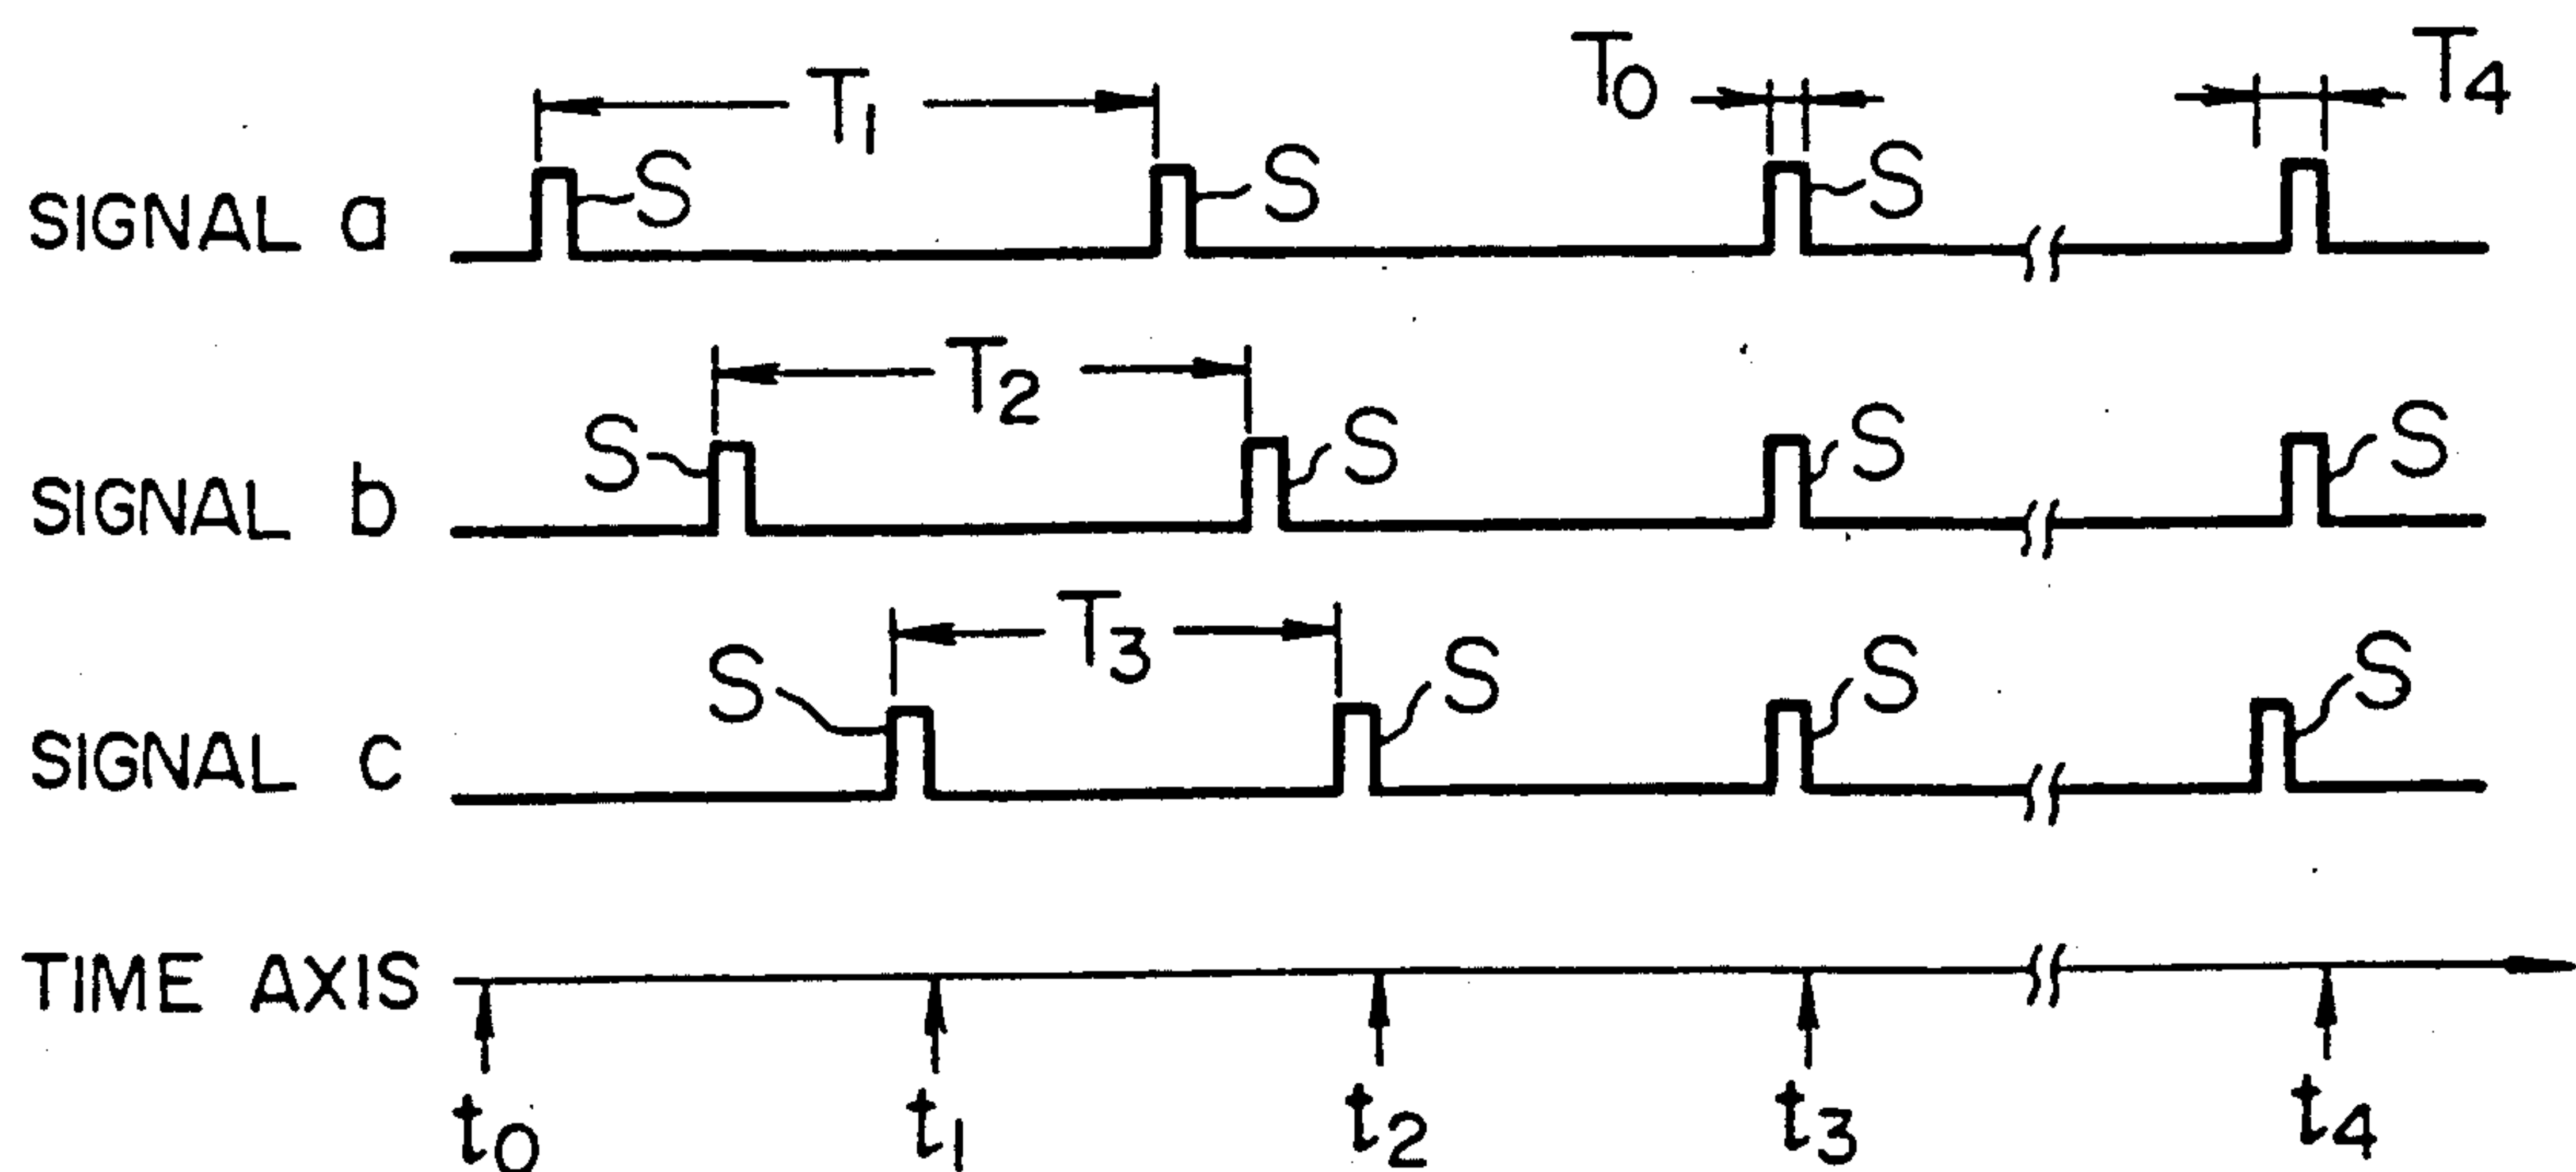 T1 T0 T4
SIGNAL a S S S
T2
SIGNAL b S S S S
T3
SIGNAL c S S S S
TIME AXIS
t0 t1 t2 t3 t4